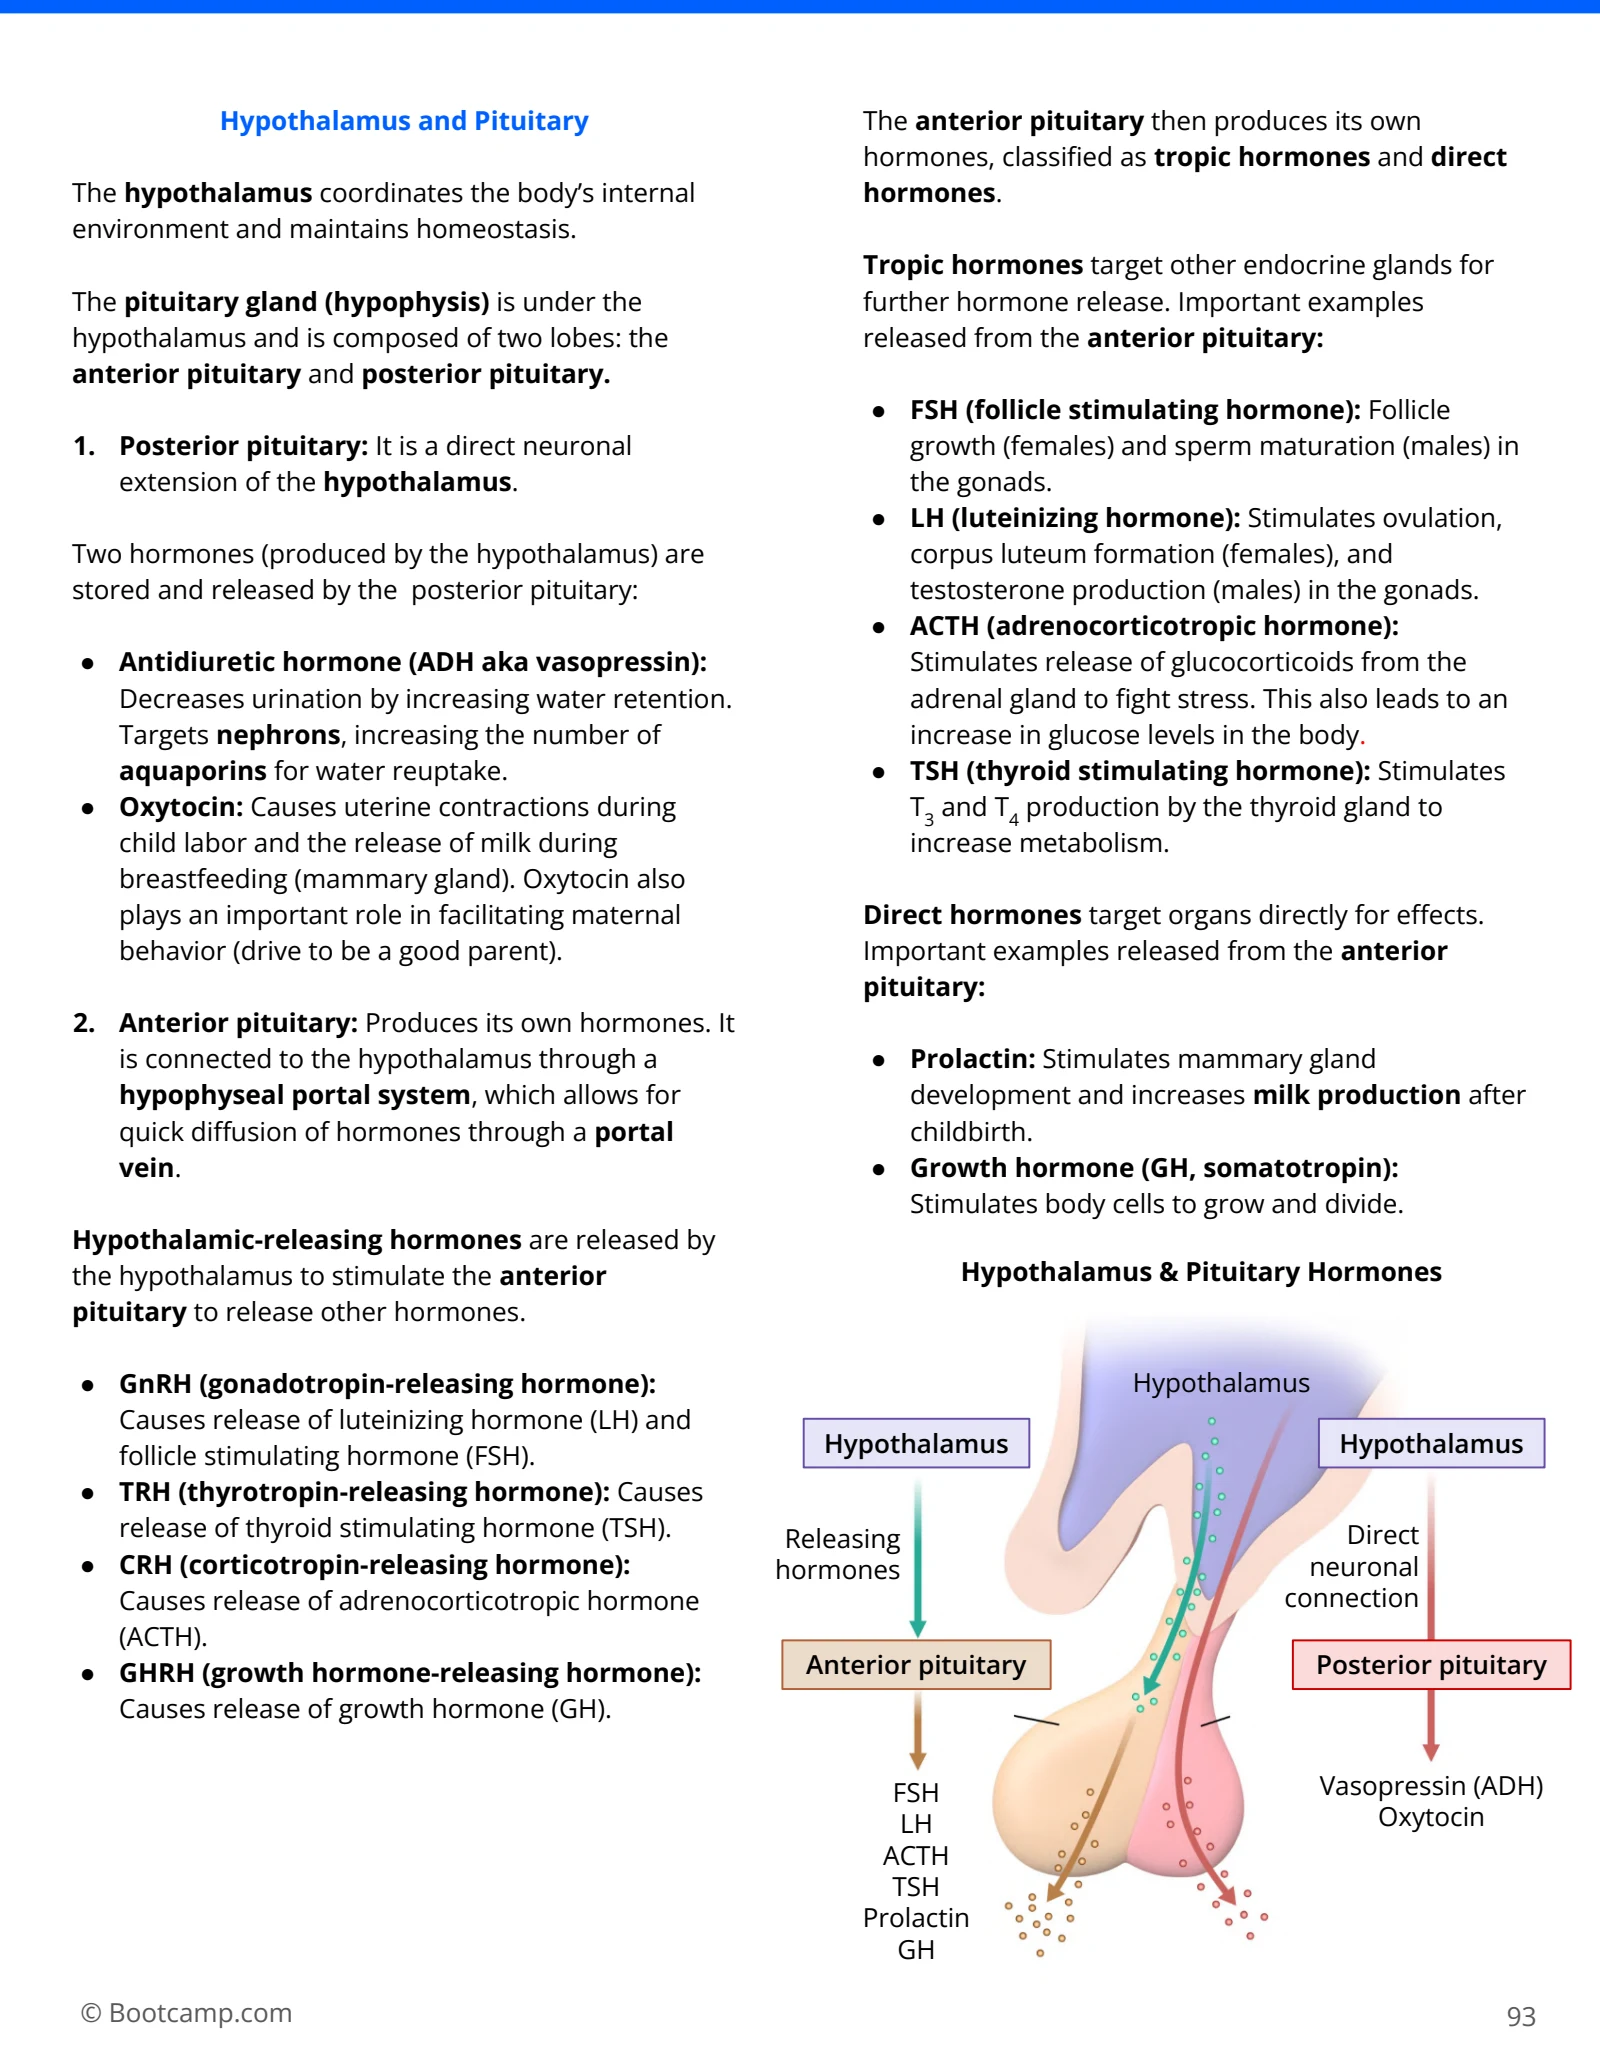 Hypothalamus and Pituitary
The hypothalamus coordinates the body’s internal
environment and maintains homeostasis.
The pituitary gland (hypophysis) is under the
hypothalamus and is composed of two lobes: the
anterior pituitary and posterior pituitary.
1. Posterior pituitary: It is a direct neuronal
extension of the hypothalamus.
Two hormones (produced by the hypothalamus) are
stored and released by the  posterior pituitary:
● Antidiuretic hormone (ADH aka vasopressin):
Decreases urination by increasing water retention.
Targets nephrons, increasing the number of
aquaporins for water reuptake.
● Oxytocin: Causes uterine contractions during
child labor and the release of milk during
breastfeeding (mammary gland). Oxytocin also
plays an important role in facilitating maternal
behavior (drive to be a good parent).
2. Anterior pituitary: Produces its own hormones. It
is connected to the hypothalamus through a
hypophyseal portal system, which allows for
quick diffusion of hormones through a portal
vein.
Hypothalamic-releasing hormones are released by
the hypothalamus to stimulate the anterior
pituitary to release other hormones.
● GnRH (gonadotropin-releasing hormone):
Causes release of luteinizing hormone (LH) and
follicle stimulating hormone (FSH).
● TRH (thyrotropin-releasing hormone): Causes
release of thyroid stimulating hormone (TSH).
● CRH (corticotropin-releasing hormone):
Causes release of adrenocorticotropic hormone
(ACTH).
● GHRH (growth hormone-releasing hormone):
Causes release of growth hormone (GH).
The anterior pituitary then produces its own
hormones, classified as tropic hormones and direct
hormones.
Tropic hormones target other endocrine glands for
further hormone release. Important examples
released from the anterior pituitary:
● FSH (follicle stimulating hormone): Follicle
growth (females) and sperm maturation (males) in
the gonads.
● LH (luteinizing hormone): Stimulates ovulation,
corpus luteum formation (females), and
testosterone production (males) in the gonads.
● ACTH (adrenocorticotropic hormone):
Stimulates release of glucocorticoids from the
adrenal gland to fight stress. This also leads to an
increase in glucose levels in the body.
● TSH (thyroid stimulating hormone): Stimulates
T3 and T4 production by the thyroid gland to
increase metabolism.
Direct hormones target organs directly for effects.
Important examples released from the anterior
pituitary:
● Prolactin: Stimulates mammary gland
development and increases milk production after
childbirth.
● Growth hormone (GH, somatotropin):
Stimulates body cells to grow and divide.
Hypothalamus & Pituitary Hormones
Hypothalamus
Hypothalamus
Releasing
hormones
Anterior pituitary
FSH
LH
ACTH
TSH
Prolactin
GH
Hypothalamus
Direct
neuronal
connection
Posterior pituitary
Vasopressin (ADH)
Oxytocin
© Bootcamp.com
93